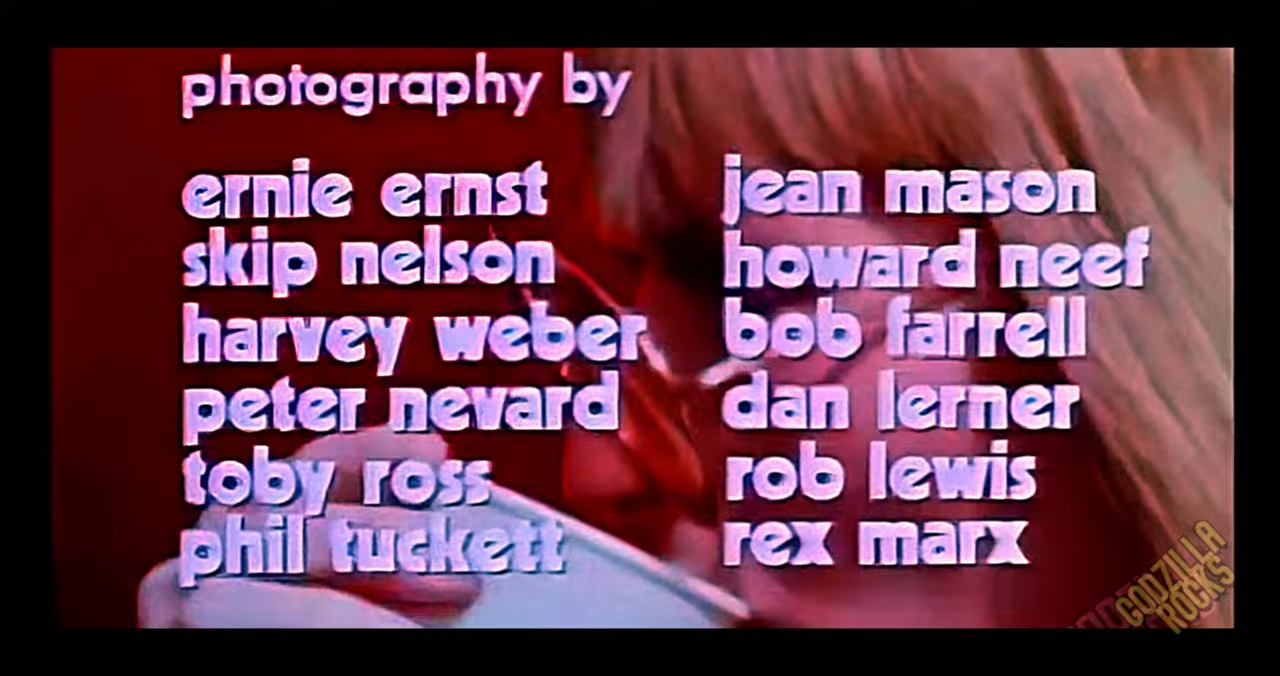 photography by
ernie ernst
skip nelson
harvey weber
peter nevard
toby ross
phil tuckett
jean mason
howard neef
bob farrell
dan lerner
rob lewis
rex marx
GODZILLA
ROCKS